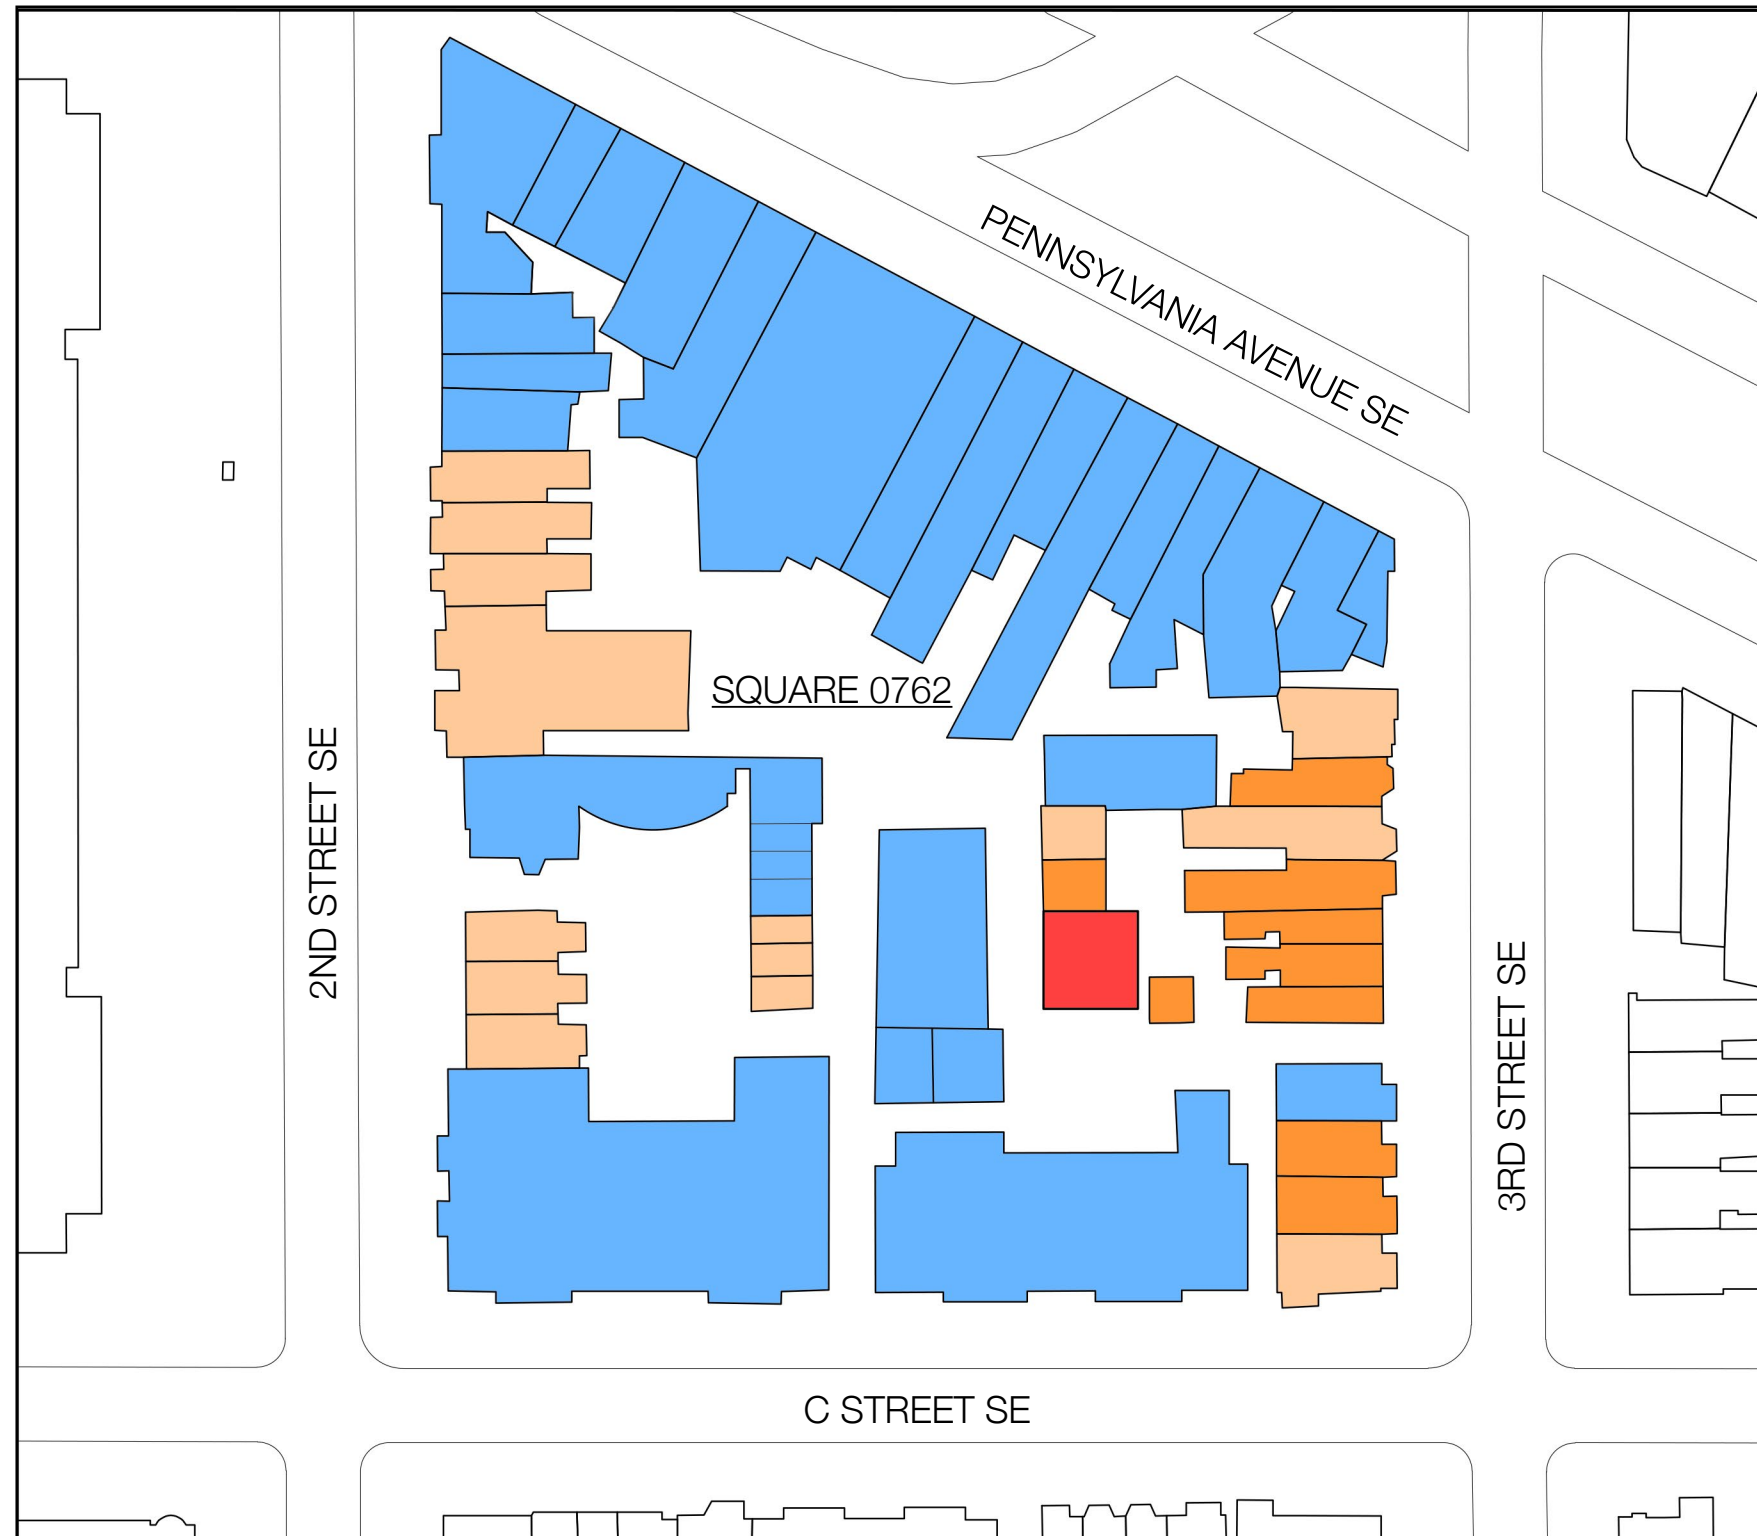 PENNSYLVANIA AVENUE SE
SQUARE 0762
2ND STREET SE
3RD STREET SE
C STREET SE